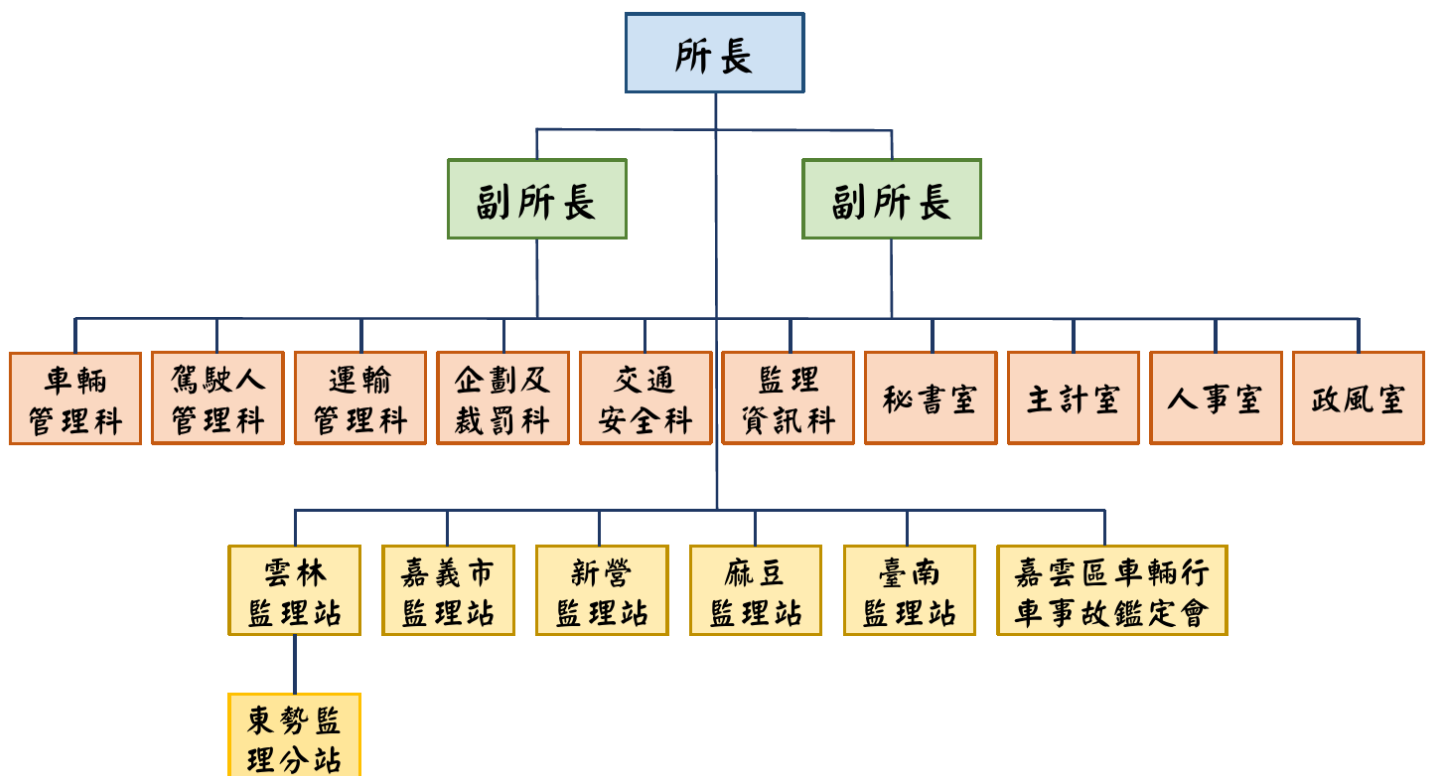 所長
副所長
副所長
車輛
管理科
駕駛人
管理科
運輸
管理科
企劃及
裁罰科
交通
安全科
監理
資訊科
秘書室
主計室
人事室
政風室
雲林
監理站
嘉義市
監理站
新營
監理站
麻豆
監理站
臺南
監理站
嘉雲區車輛行
車事故鑑定會
東勢監
理分站